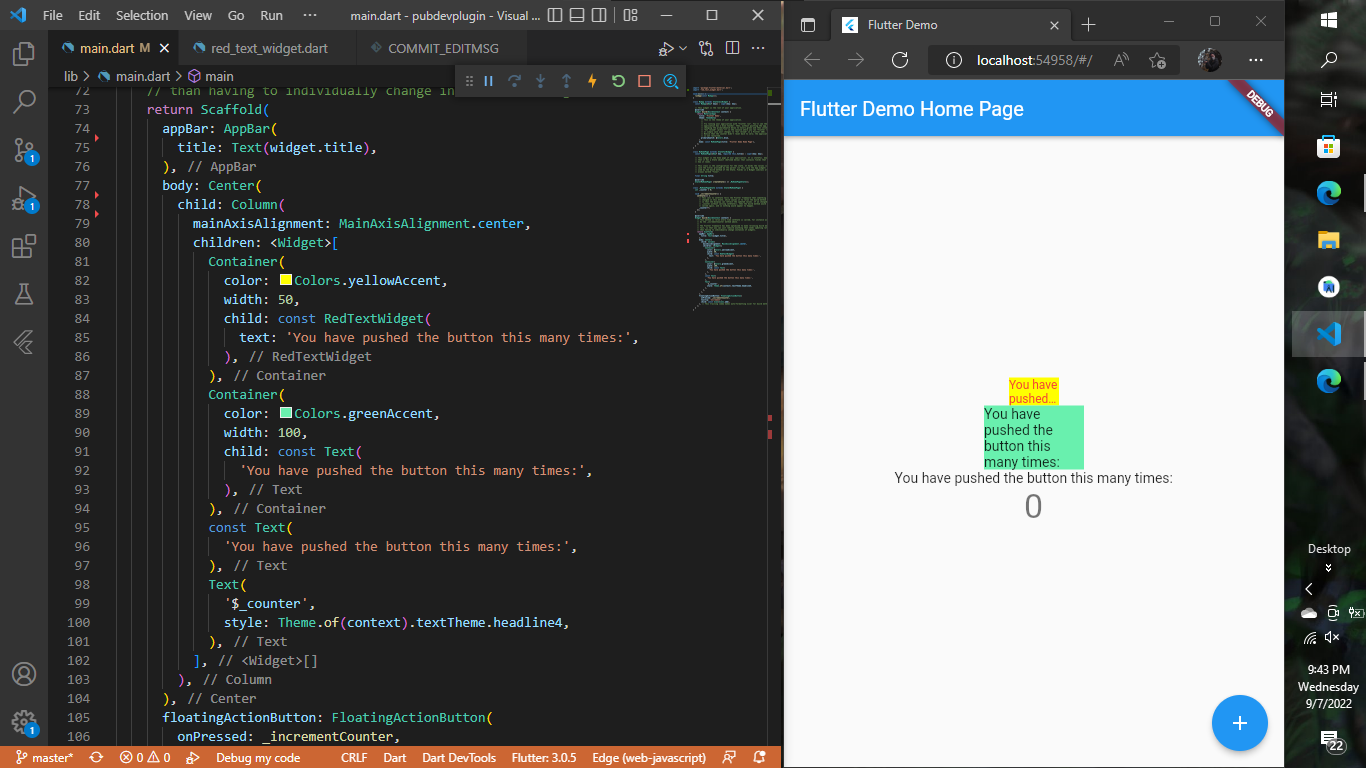 File Edit Selection View Go Run ··· main.dart - pubdevplugin - Visual ...
main.dart M
red_text_widget.dart
COMMIT_EDITMSG
lib > main.dart > main
72 // than having to individually change in
73 return Scaffold(
74 appBar: AppBar(
75 title: Text(widget.title),
76 ), // AppBar
77 body: Center(
78 child: Column(
79 mainAxisAlignment: MainAxisAlignment.center,
80 children: <Widget>[
81 Container(
82 color: Colors.yellowAccent,
83 width: 50,
84 child: const RedTextWidget(
85 text: 'You have pushed the button this many times:',
86 ), // RedTextWidget
87 ), // Container
88 Container(
89 color: Colors.greenAccent,
90 width: 100,
91 child: const Text(
92 'You have pushed the button this many times:',
93 ), // Text
94 ), // Container
95 const Text(
96 'You have pushed the button this many times:',
97 ), // Text
98 Text(
99 '$_counter',
100 style: Theme.of(context).textTheme.headline4,
101 ), // Text
102 ], // <Widget>[]
103 ), // Column
104 ), // Center
105 floatingActionButton: FloatingActionButton(
106 onPressed: _incrementCounter,
1
1
1
master* 0 0 Debug my code CRLF Dart Dart DevTools Flutter: 3.0.5 Edge (web-javascript)
Flutter Demo
localhost:54958/#/
Flutter Demo Home Page
DEBUG
You have
pushed…
You have
pushed the
button this
many times:
You have pushed the button this many times:
0
+
Desktop
9:43 PM
Wednesday
9/7/2022
22